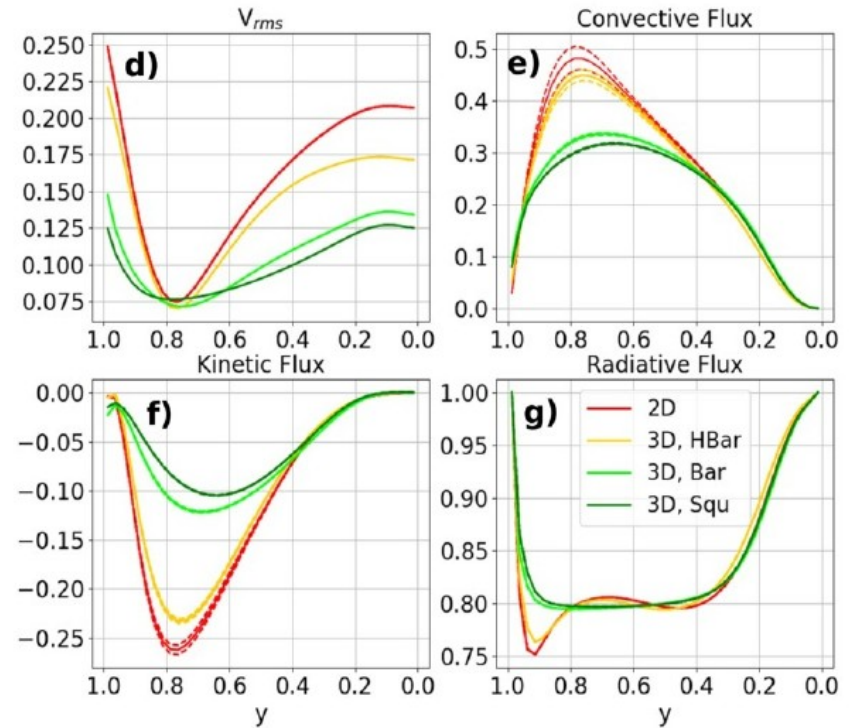 V_rms
d)
0.250
0.225
0.200
0.175
0.150
0.125
0.100
0.075
1.0 0.8 0.6 0.4 0.2 0.0
Convective Flux
e)
0.5
0.4
0.3
0.2
0.1
0.0
1.0 0.8 0.6 0.4 0.2 0.0
Kinetic Flux
f)
0.00
−0.05
−0.10
−0.15
−0.20
−0.25
1.0 0.8 0.6 0.4 0.2 0.0
y
Radiative Flux
g)
1.00
0.95
0.90
0.85
0.80
0.75
2D
3D, HBar
3D, Bar
3D, Squ
1.0 0.8 0.6 0.4 0.2 0.0
y